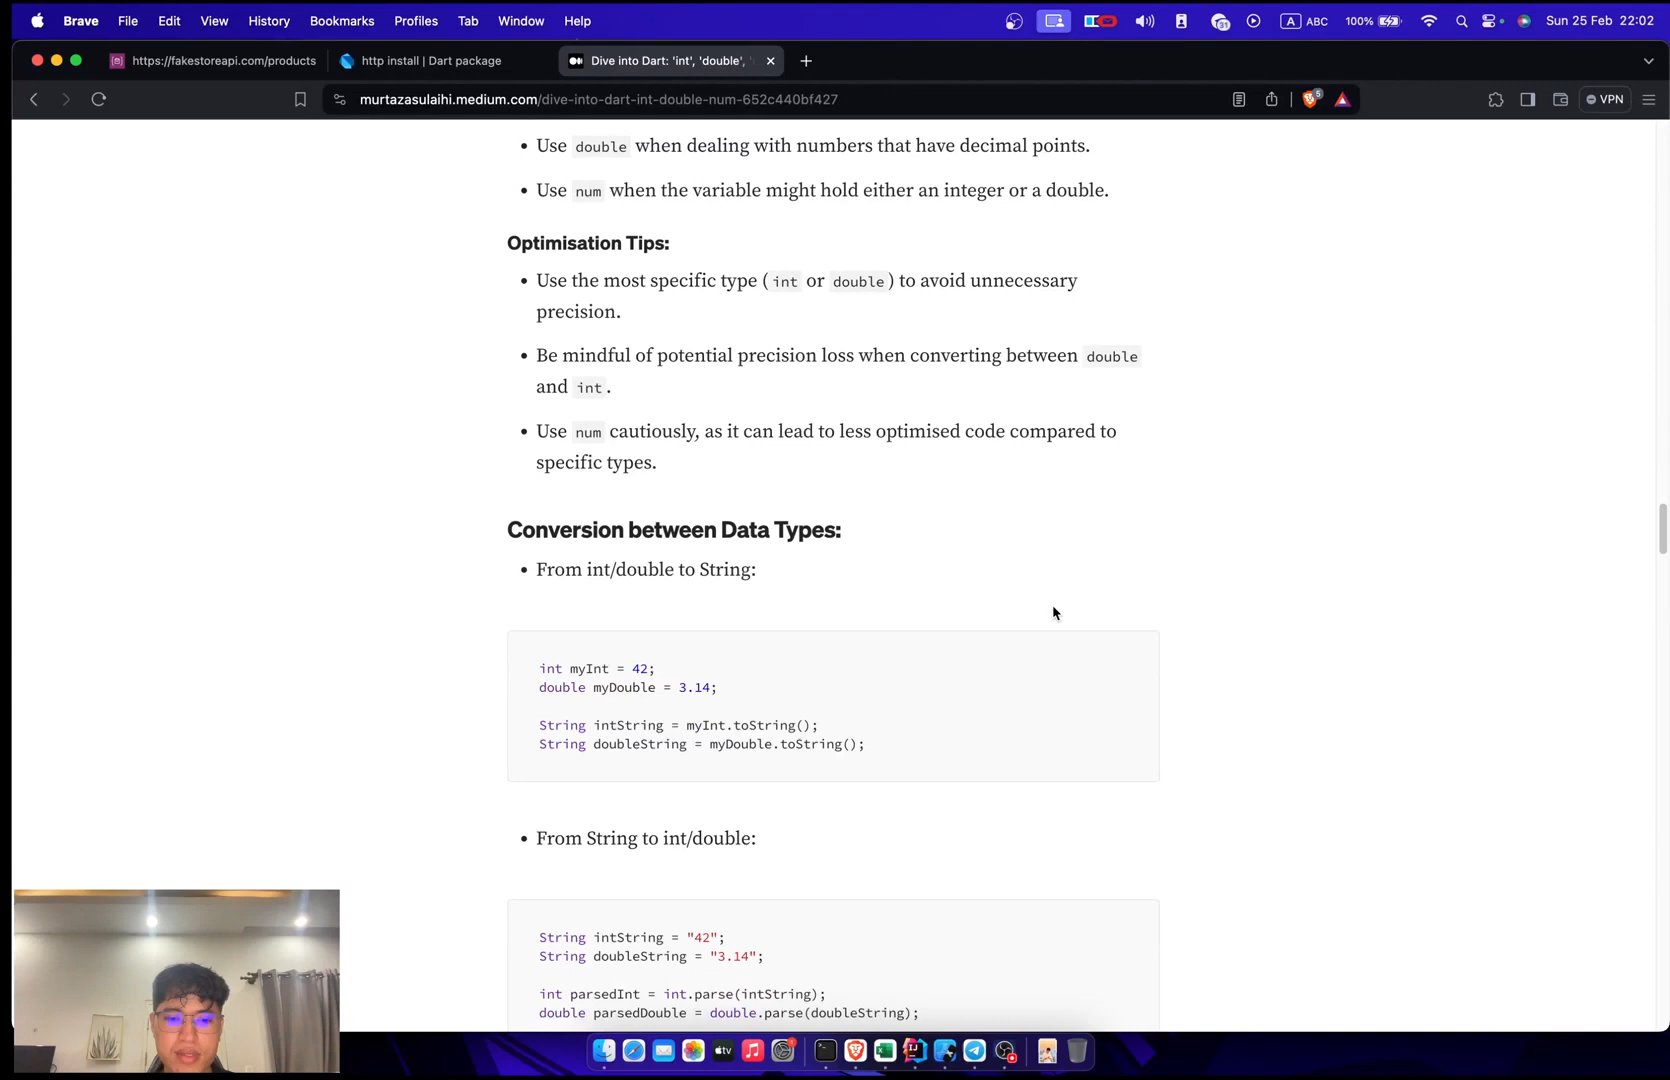 Brave File Edit View History Bookmarks Profiles Tab Window Help 31 A ABC 100% Sun 25 Feb 22:02
https://fakestoreapi.com/products http install | Dart package Dive into Dart: 'int', 'double',
murtazasulaihi.medium.com/dive-into-dart-int-double-num-652c440bf427 5 VPN
• Use double when dealing with numbers that have decimal points.
• Use num when the variable might hold either an integer or a double.
Optimisation Tips:
• Use the most specific type (int or double) to avoid unnecessary
precision.
• Be mindful of potential precision loss when converting between double
and int.
• Use num cautiously, as it can lead to less optimised code compared to
specific types.
Conversion between Data Types:
• From int/double to String:
int myInt = 42;
double myDouble = 3.14;
String intString = myInt.toString();
String doubleString = myDouble.toString();
• From String to int/double:
String intString = "42";
String doubleString = "3.14";
int parsedInt = int.parse(intString);
double parsedDouble = double.parse(doubleString);
tv